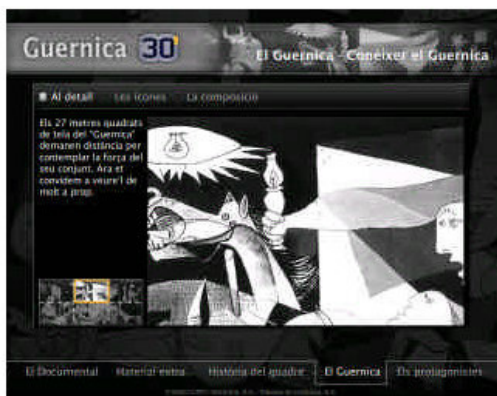 Guernica 30
El Guernica - Conèixer el Guernica
Al detall Les icones La composició
Els 27 metres quadrats
de tela del "Guernica"
demanen distància per
contemplar la força del
seu conjunt. Ara et
convidem a veure'l de
molt a prop.
El Documental Material extra Història del quadre El Guernica Els protagonistes